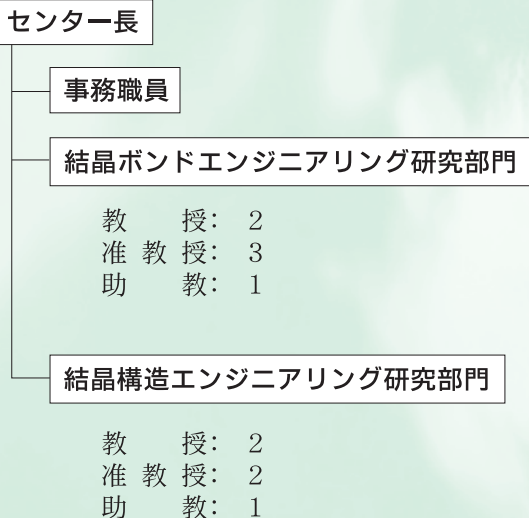 センター長
事務職員
結晶ボンドエンジニアリング研究部門
教授： 2
准教授： 3
助教： 1
結晶構造エンジニアリング研究部門
教授： 2
准教授： 2
助教： 1